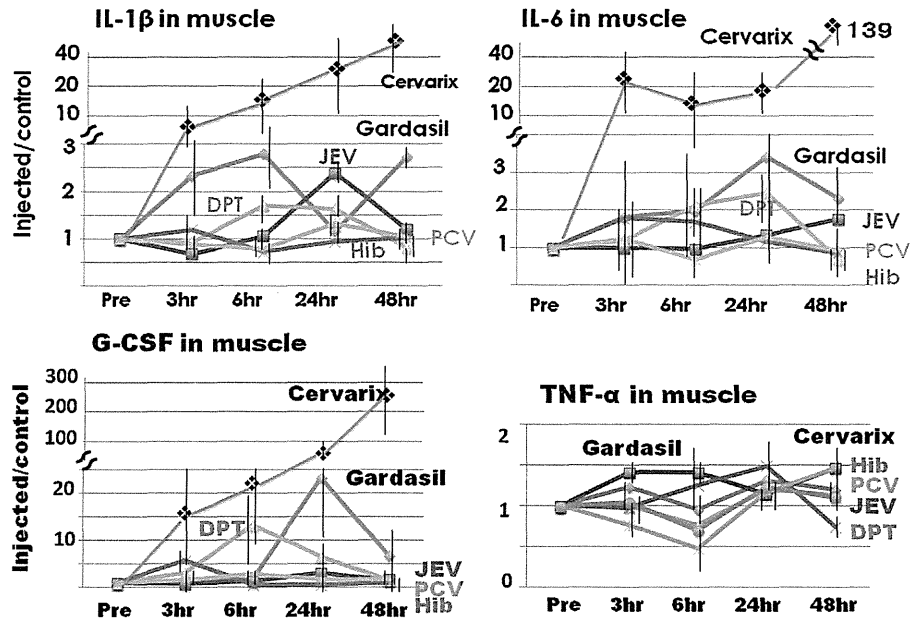 IL-1β in muscle
Injected/control
40
20
10
3
2
1
Cervarix
Gardasil
JEV
DPT
PCV
Hib
Pre 3hr 6hr 24hr 48hr
IL-6 in muscle
40
20
10
3
2
1
Cervarix
139
Gardasil
DPT
JEV
PCV
Hib
Pre 3hr 6hr 24hr 48hr
G-CSF in muscle
Injected/control
300
200
100
20
10
Cervarix
Gardasil
DPT
JEV
PCV
Hib
Pre 3hr 6hr 24hr 48hr
TNF-α in muscle
2
1
0
Gardasil
Cervarix
Hib
PCV
JEV
DPT
Pre 3hr 6hr 24hr 48hr